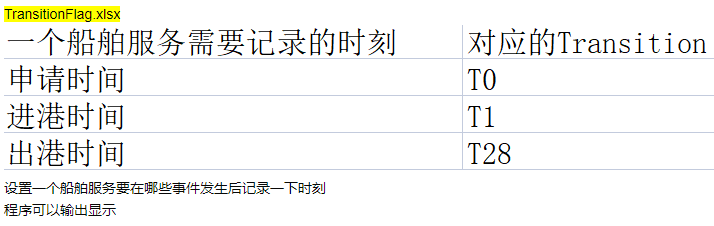 TransitionFlag.xlsx
一个船舶服务需要记录的时刻 对应的Transition
申请时间 T0
进港时间 T1
出港时间 T28
设置一个船舶服务要在哪些事件发生后记录一下时刻
程序可以输出显示